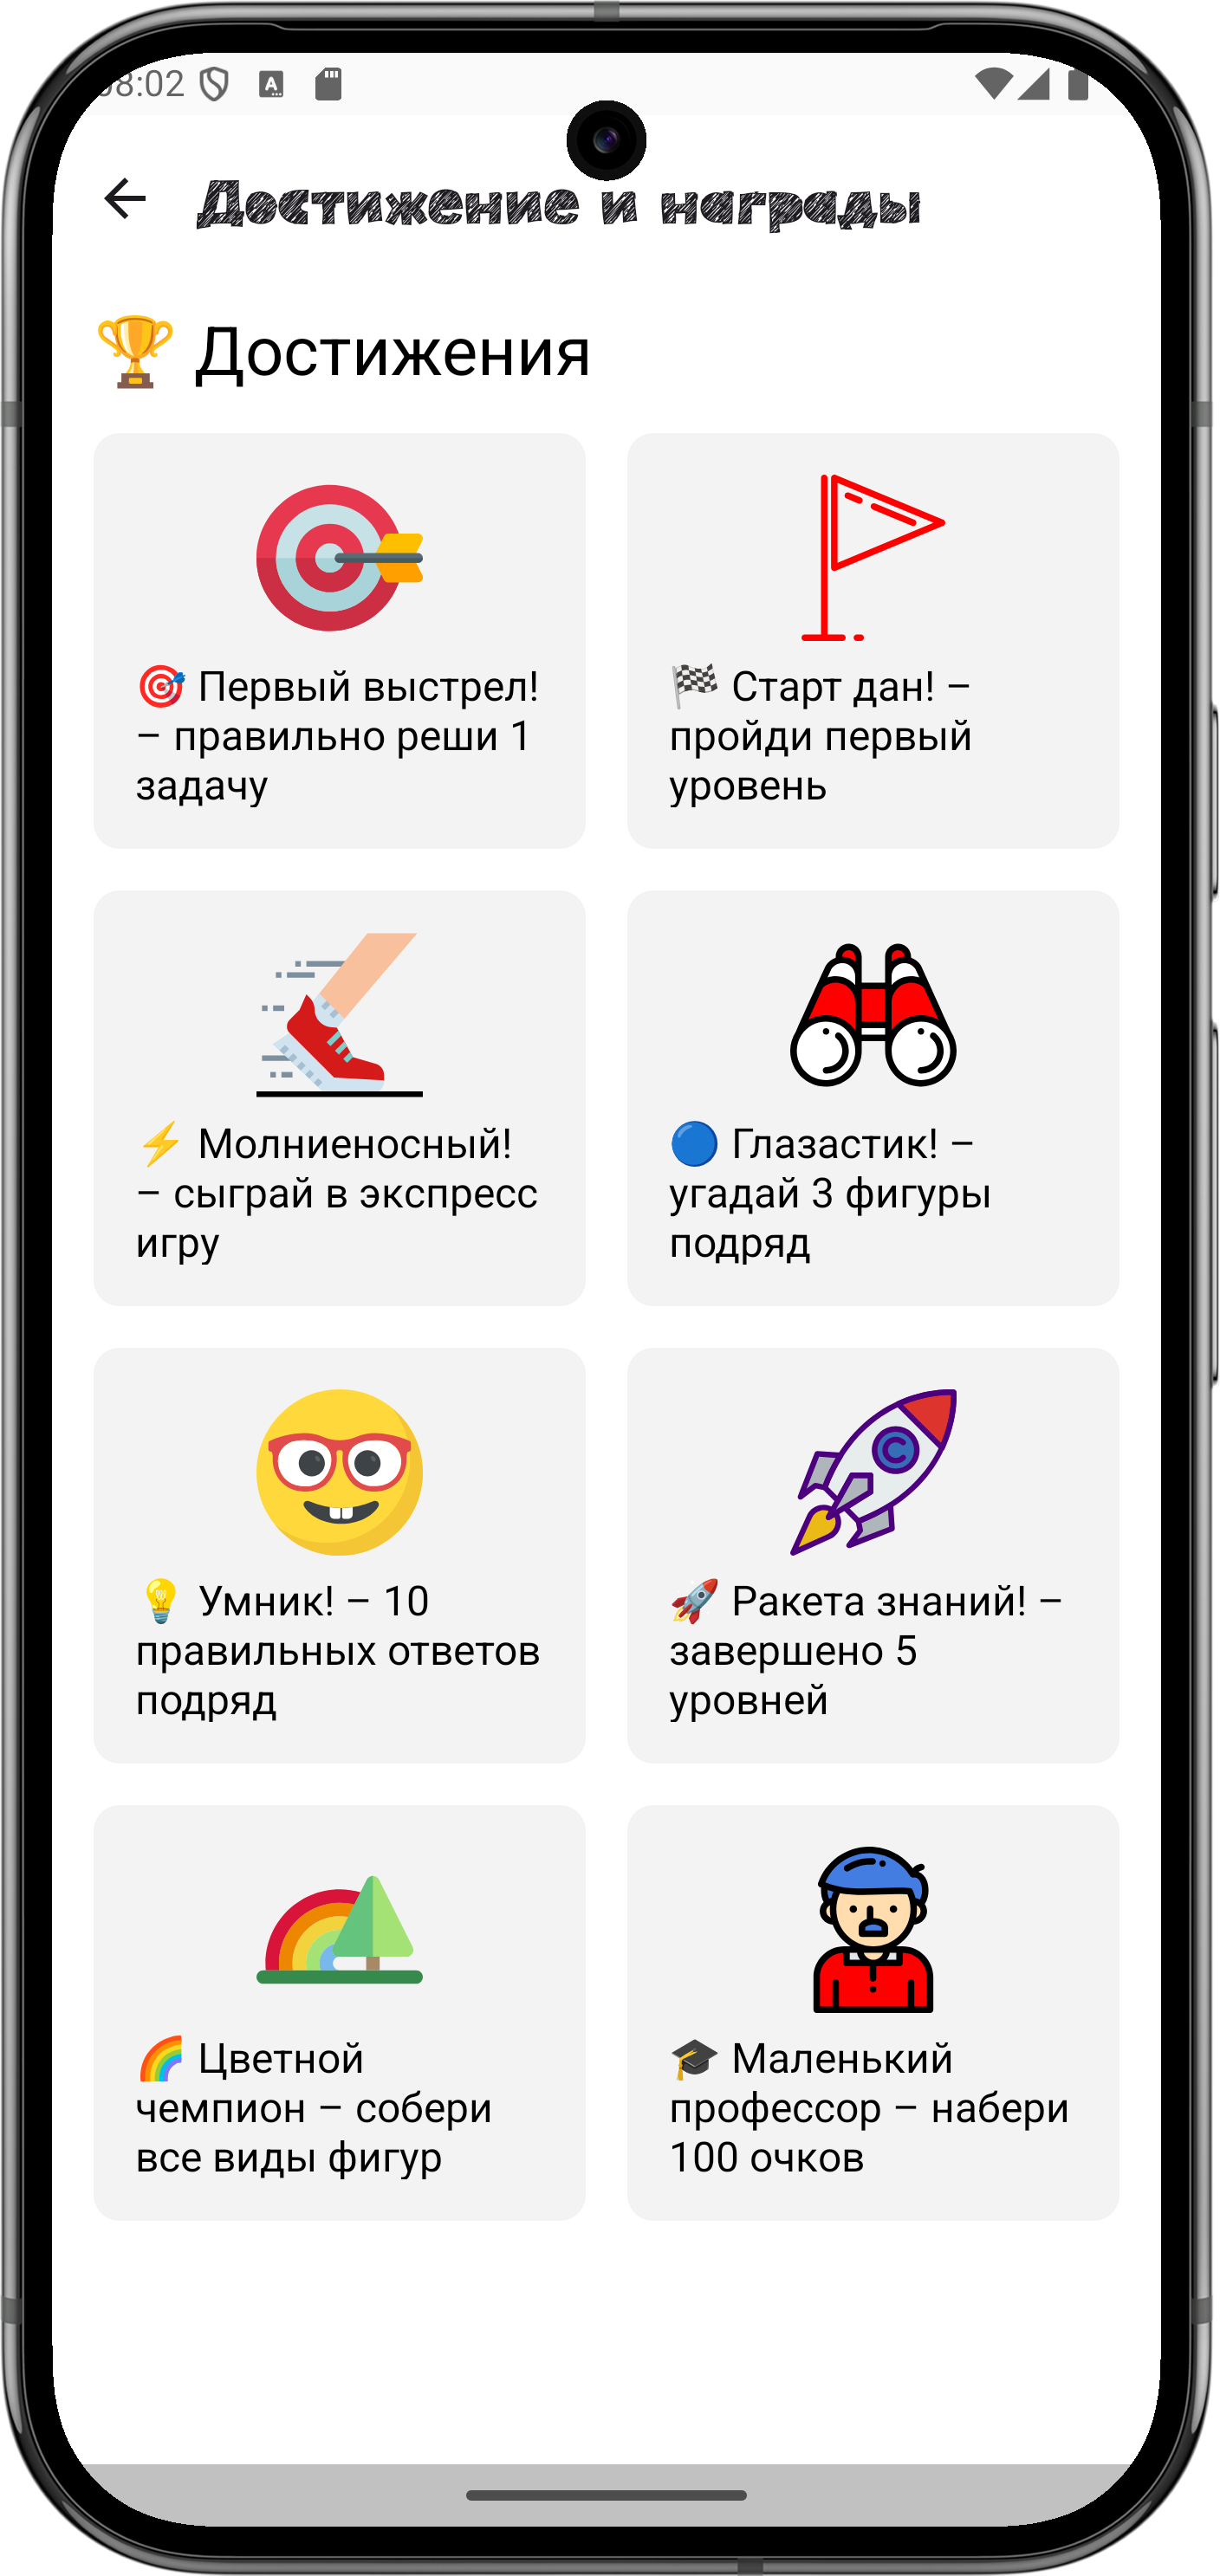 8:02
Достижение и награды
🏆 Достижения
🎯 Первый выстрел!
– правильно реши 1
задачу
🏁 Старт дан! –
пройди первый
уровень
⚡ Молниеносный!
– сыграй в экспресс
игру
🔵 Глазастик! –
угадай 3 фигуры
подряд
💡 Умник! – 10
правильных ответов
подряд
🚀 Ракета знаний! –
завершено 5
уровней
🌈 Цветной
чемпион – собери
все виды фигур
🎓 Маленький
профессор – набери
100 очков